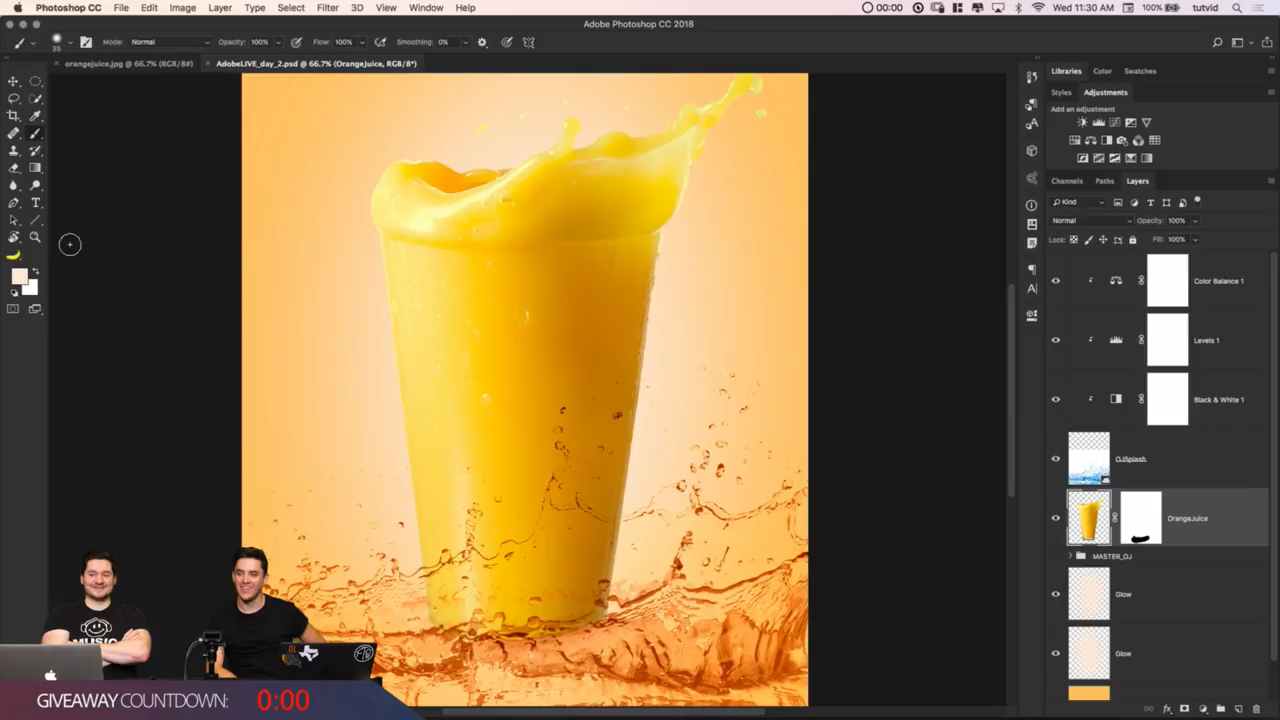 Photoshop CC File Edit Image Layer Type Select Filter 3D View Window Help 00:00 100% Wed 11:30 AM tutvid
Adobe Photoshop CC 2018
35 Mode: Normal Opacity: 100% Flow: 100% Smoothing: 0%
× orangejuice.jpg @ 66.7% (RGB/8#) × AdobeLIVE_day_2.psd @ 66.7% (OrangeJuice, RGB/8*)
Libraries Color Swatches
Styles Adjustments
Add an adjustment
Channels Paths Layers
Kind
Normal Opacity: 100%
Lock: Fill: 100%
Color Balance 1
Levels 1
Black & White 1
OJSplash
OrangeJuice
MASTER_OJ
Glow
Glow
MUSIC
GIVEAWAY COUNTDOWN: 0:00